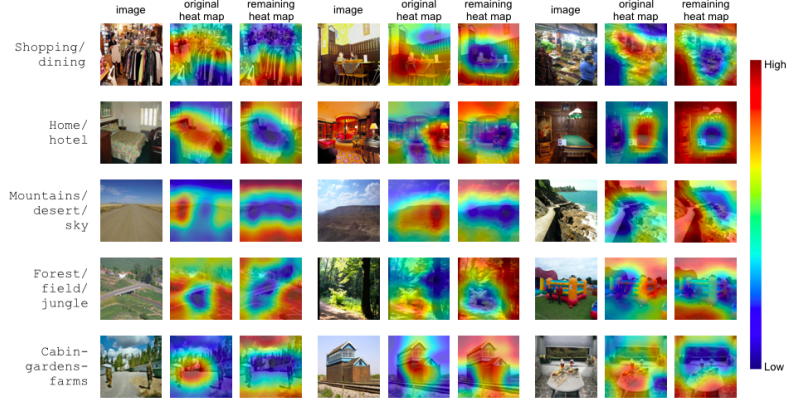 image
original
heat map
remaining
heat map
image
original
heat map
remaining
heat map
image
original
heat map
remaining
heat map
Shopping/
dining
Home/
hotel
Mountains/
desert/
sky
Forest/
field/
jungle
Cabin-
gardens-
farms
High
Low